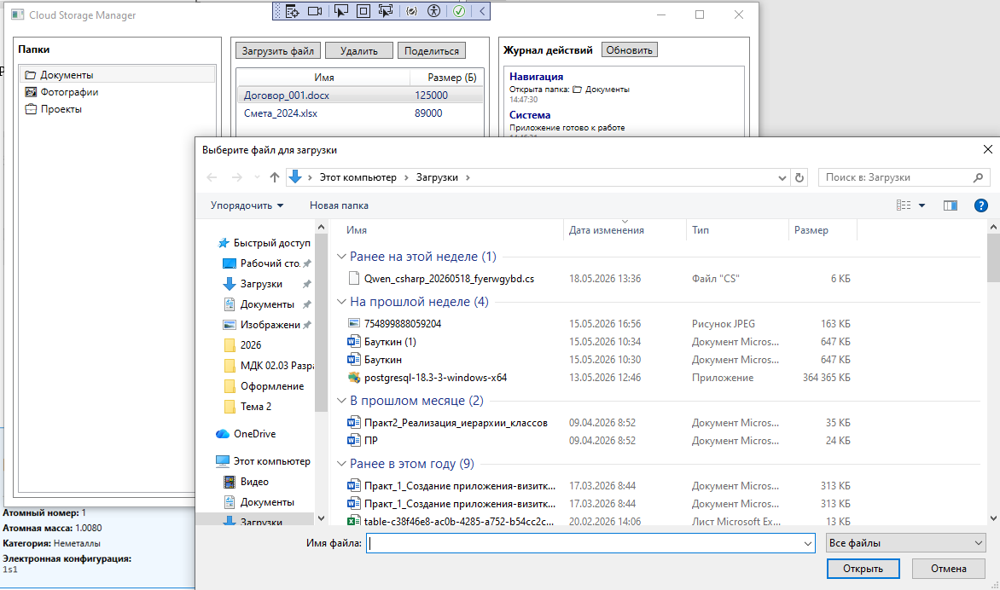 Cloud Storage Manager
Папки
Документы
Фотографии
Проекты
Загрузить файл Удалить Поделиться
Имя Размер (Б)
Договор_001.docx 125000
Смета_2024.xlsx 89000
Журнал действий Обновить
Навигация
Открыта папка: Документы
14:47:30
Система
Приложение готово к работе
Выберите файл для загрузки
Этот компьютер Загрузки
Поиск в: Загрузки
Упорядочить Новая папка
Быстрый доступ
Рабочий сто.
Загрузки
Документы
Изображени
2026
МДК 02.03 Разра
Оформление
Тема 2
OneDrive
Этот компьютер
Видео
Документы
Загрузки
Имя Дата изменения Тип Размер
Ранее на этой неделе (1)
Qwen_csharp_20260518_fyerwgybd.cs 18.05.2026 13:36 Файл "CS" 6 КБ
На прошлой неделе (4)
754899888059204 15.05.2026 16:56 Рисунок JPEG 163 КБ
Бауткин (1) 15.05.2026 10:34 Документ Micros... 647 КБ
Бауткин 15.05.2026 10:30 Документ Micros... 647 КБ
postgresql-18.3-3-windows-x64 13.05.2026 12:46 Приложение 364 365 КБ
В прошлом месяце (2)
Практ2_Реализация_иерархии_классов 09.04.2026 8:52 Документ Micros... 35 КБ
ПР 09.04.2026 8:52 Документ Micros... 24 КБ
Ранее в этом году (9)
Практ_1_Создание приложения-визитк... 17.03.2026 8:44 Документ Micros... 313 КБ
Практ_1_Создание приложения-визитк... 17.03.2026 8:44 Документ Micros... 313 КБ
table-c38f46e8-ac0b-4285-a752-b54cc2c... 20.02.2026 14:06 Лист Microsoft Ex... 13 КБ
Имя файла: Все файлы
Открыть Отмена
Атомный номер: 1
Атомная масса: 1.0080
Категория: Неметаллы
Электронная конфигурация:
1s1